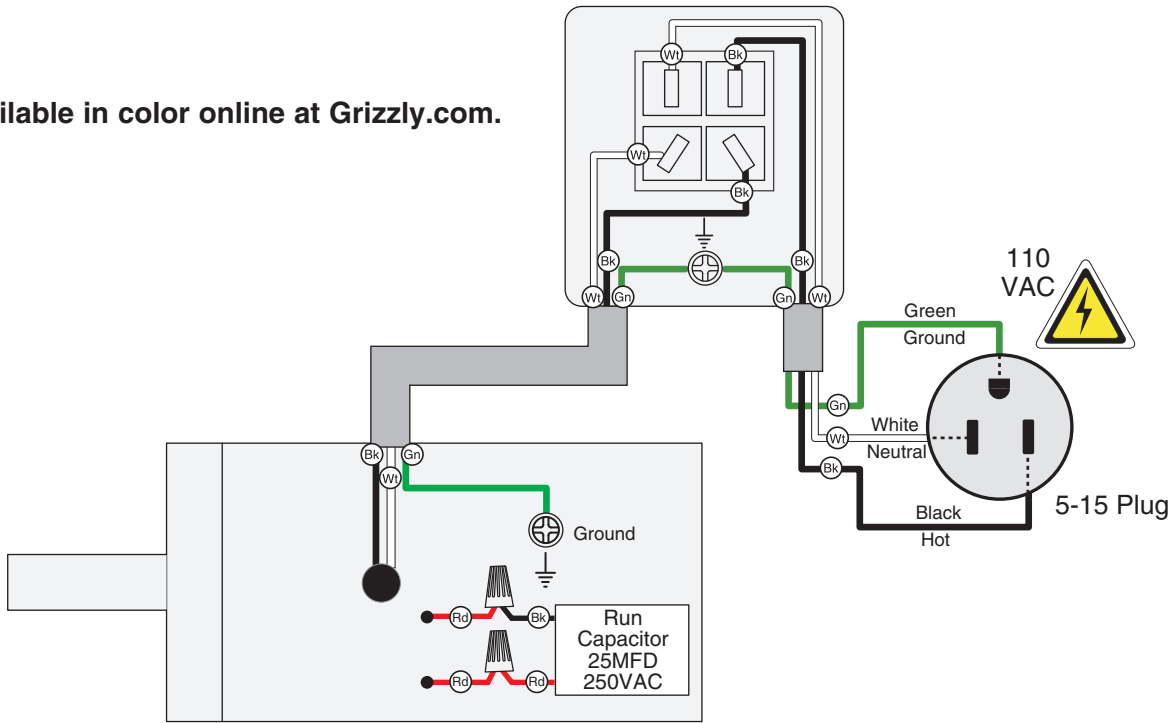 ilable in color online at Grizzly.com.
Wt
Bk
Wt
Bk
Bk
Bk
Wt
Gn
Gn
Wt
110
VAC
Green
Ground
Gn
White
Wt
Neutral
Bk
Black
Hot
5-15 Plug
Bk
Gn
Wt
Ground
Rd
Bk
Rd
Rd
Run
Capacitor
25MFD
250VAC